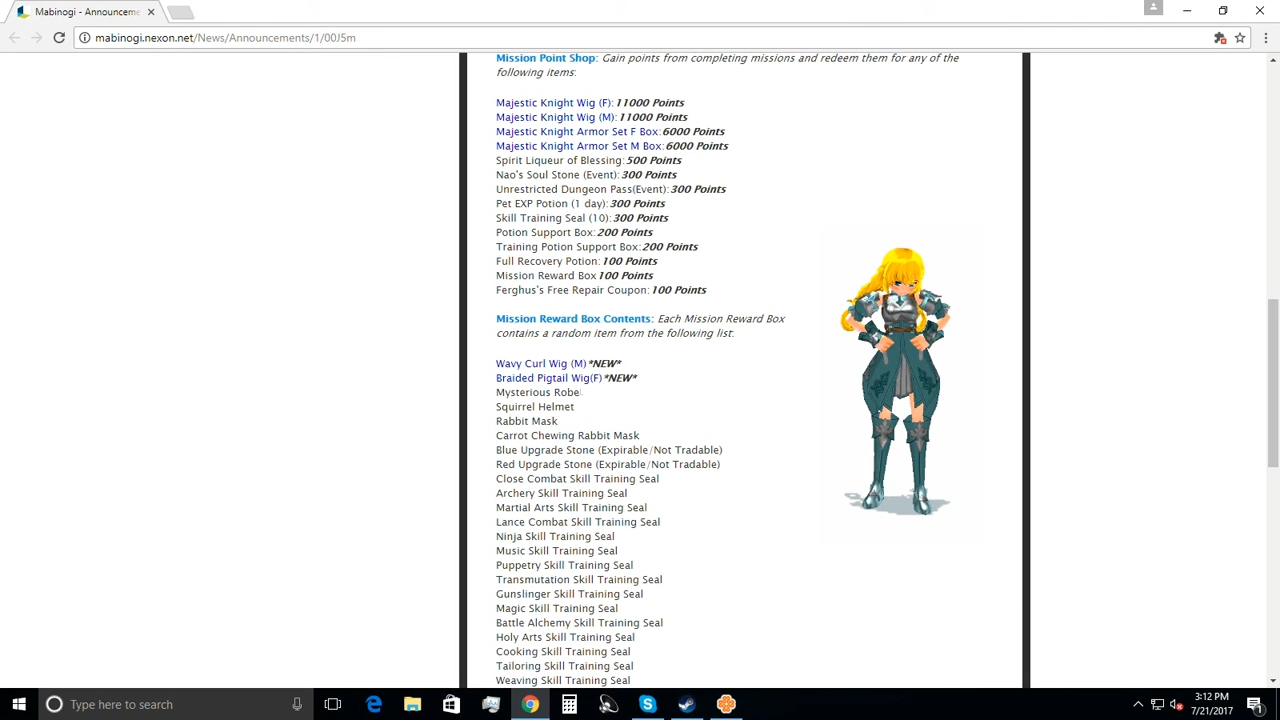 Mabinogi - Announceme
mabinogi.nexon.net/News/Announcements/1/00J5m
Mission Point Shop: Gain points from completing missions and redeem them for any of the
following items:
Majestic Knight Wig (F): 11000 Points
Majestic Knight Wig (M): 11000 Points
Majestic Knight Armor Set F Box: 6000 Points
Majestic Knight Armor Set M Box: 6000 Points
Spirit Liqueur of Blessing: 500 Points
Nao's Soul Stone (Event): 300 Points
Unrestricted Dungeon Pass(Event): 300 Points
Pet EXP Potion (1 day): 300 Points
Skill Training Seal (10): 300 Points
Potion Support Box: 200 Points
Training Potion Support Box: 200 Points
Full Recovery Potion: 100 Points
Mission Reward Box 100 Points
Ferghus's Free Repair Coupon: 100 Points
Mission Reward Box Contents: Each Mission Reward Box
contains a random item from the following list.
Wavy Curl Wig (M) *NEW*
Braided Pigtail Wig(F) *NEW*
Mysterious Robe
Squirrel Helmet
Rabbit Mask
Carrot Chewing Rabbit Mask
Blue Upgrade Stone (Expirable/Not Tradable)
Red Upgrade Stone (Expirable/Not Tradable)
Close Combat Skill Training Seal
Archery Skill Training Seal
Martial Arts Skill Training Seal
Lance Combat Skill Training Seal
Ninja Skill Training Seal
Music Skill Training Seal
Puppetry Skill Training Seal
Transmutation Skill Training Seal
Gunslinger Skill Training Seal
Magic Skill Training Seal
Battle Alchemy Skill Training Seal
Holy Arts Skill Training Seal
Cooking Skill Training Seal
Tailoring Skill Training Seal
Weaving Skill Training Seal
Type here to search
3:12 PM
7/21/2017
1